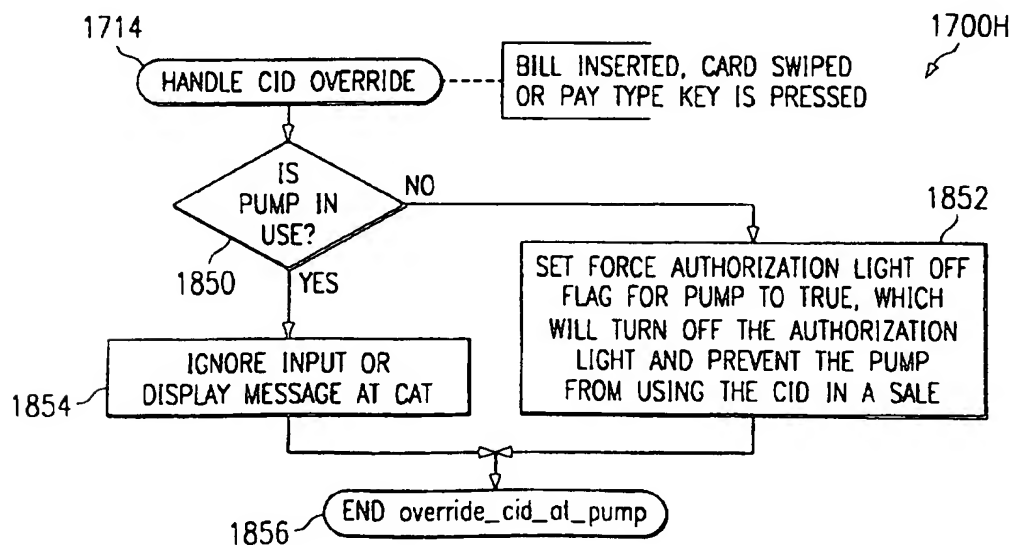 1714
1700H
HANDLE CID OVERRIDE
BILL INSERTED, CARD SWIPED
OR PAY TYPE KEY IS PRESSED
IS
PUMP IN
USE?
NO
1850
YES
1852
SET FORCE AUTHORIZATION LIGHT OFF
FLAG FOR PUMP TO TRUE, WHICH
WILL TURN OFF THE AUTHORIZATION
LIGHT AND PREVENT THE PUMP
FROM USING THE CID IN A SALE
IGNORE INPUT OR
DISPLAY MESSAGE AT CAT
1854
END override_cid_at_pump
1856